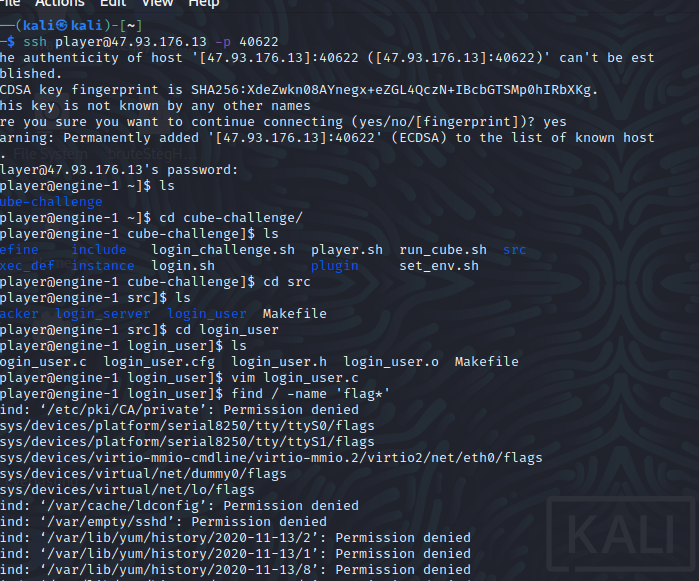 File Actions Edit View Help
──(kali㉿kali)-[~]
─$ ssh player@47.93.176.13 -p 40622
he authenticity of host '[47.93.176.13]:40622 ([47.93.176.13]:40622)' can't be est
blished.
CDSA key fingerprint is SHA256:XdeZwkn08AYnegx+eZGL4QczN+IBcbGTSMp0hIRbXKg.
his key is not known by any other names
re you sure you want to continue connecting (yes/no/[fingerprint])? yes
arning: Permanently added '[47.93.176.13]:40622' (ECDSA) to the list of known host
.
layer@47.93.176.13's password:
player@engine-1 ~]$ ls
ube-challenge
player@engine-1 ~]$ cd cube-challenge/
player@engine-1 cube-challenge]$ ls
efine include login_challenge.sh player.sh run_cube.sh src
xec_def instance login.sh plugin set_env.sh
player@engine-1 cube-challenge]$ cd src
player@engine-1 src]$ ls
acker login_server login_user Makefile
player@engine-1 src]$ cd login_user
player@engine-1 login_user]$ ls
ogin_user.c login_user.cfg login_user.h login_user.o Makefile
player@engine-1 login_user]$ vim login_user.c
player@engine-1 login_user]$ find / -name 'flag*'
ind: ‘/etc/pki/CA/private’: Permission denied
sys/devices/platform/serial8250/tty/ttyS0/flags
sys/devices/platform/serial8250/tty/ttyS1/flags
sys/devices/virtio-mmio-cmdline/virtio-mmio.2/virtio2/net/eth0/flags
sys/devices/virtual/net/dummy0/flags
sys/devices/virtual/net/lo/flags
ind: ‘/var/cache/ldconfig’: Permission denied
ind: ‘/var/empty/sshd’: Permission denied
ind: ‘/var/lib/yum/history/2020-11-13/2’: Permission denied
ind: ‘/var/lib/yum/history/2020-11-13/1’: Permission denied
ind: ‘/var/lib/yum/history/2020-11-13/8’: Permission denied
KALI